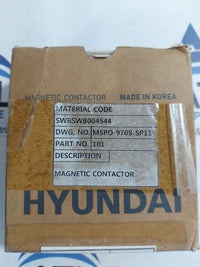 MAGNETIC CONTACTOR MADE IN KOREA
MATERIAL CODE
SWBSWB004544
DWG. NO. MSPO-9708-SP11
PART NO. 101
DESCRIPTION
MAGNETIC CONTACTOR
HYUNDAI